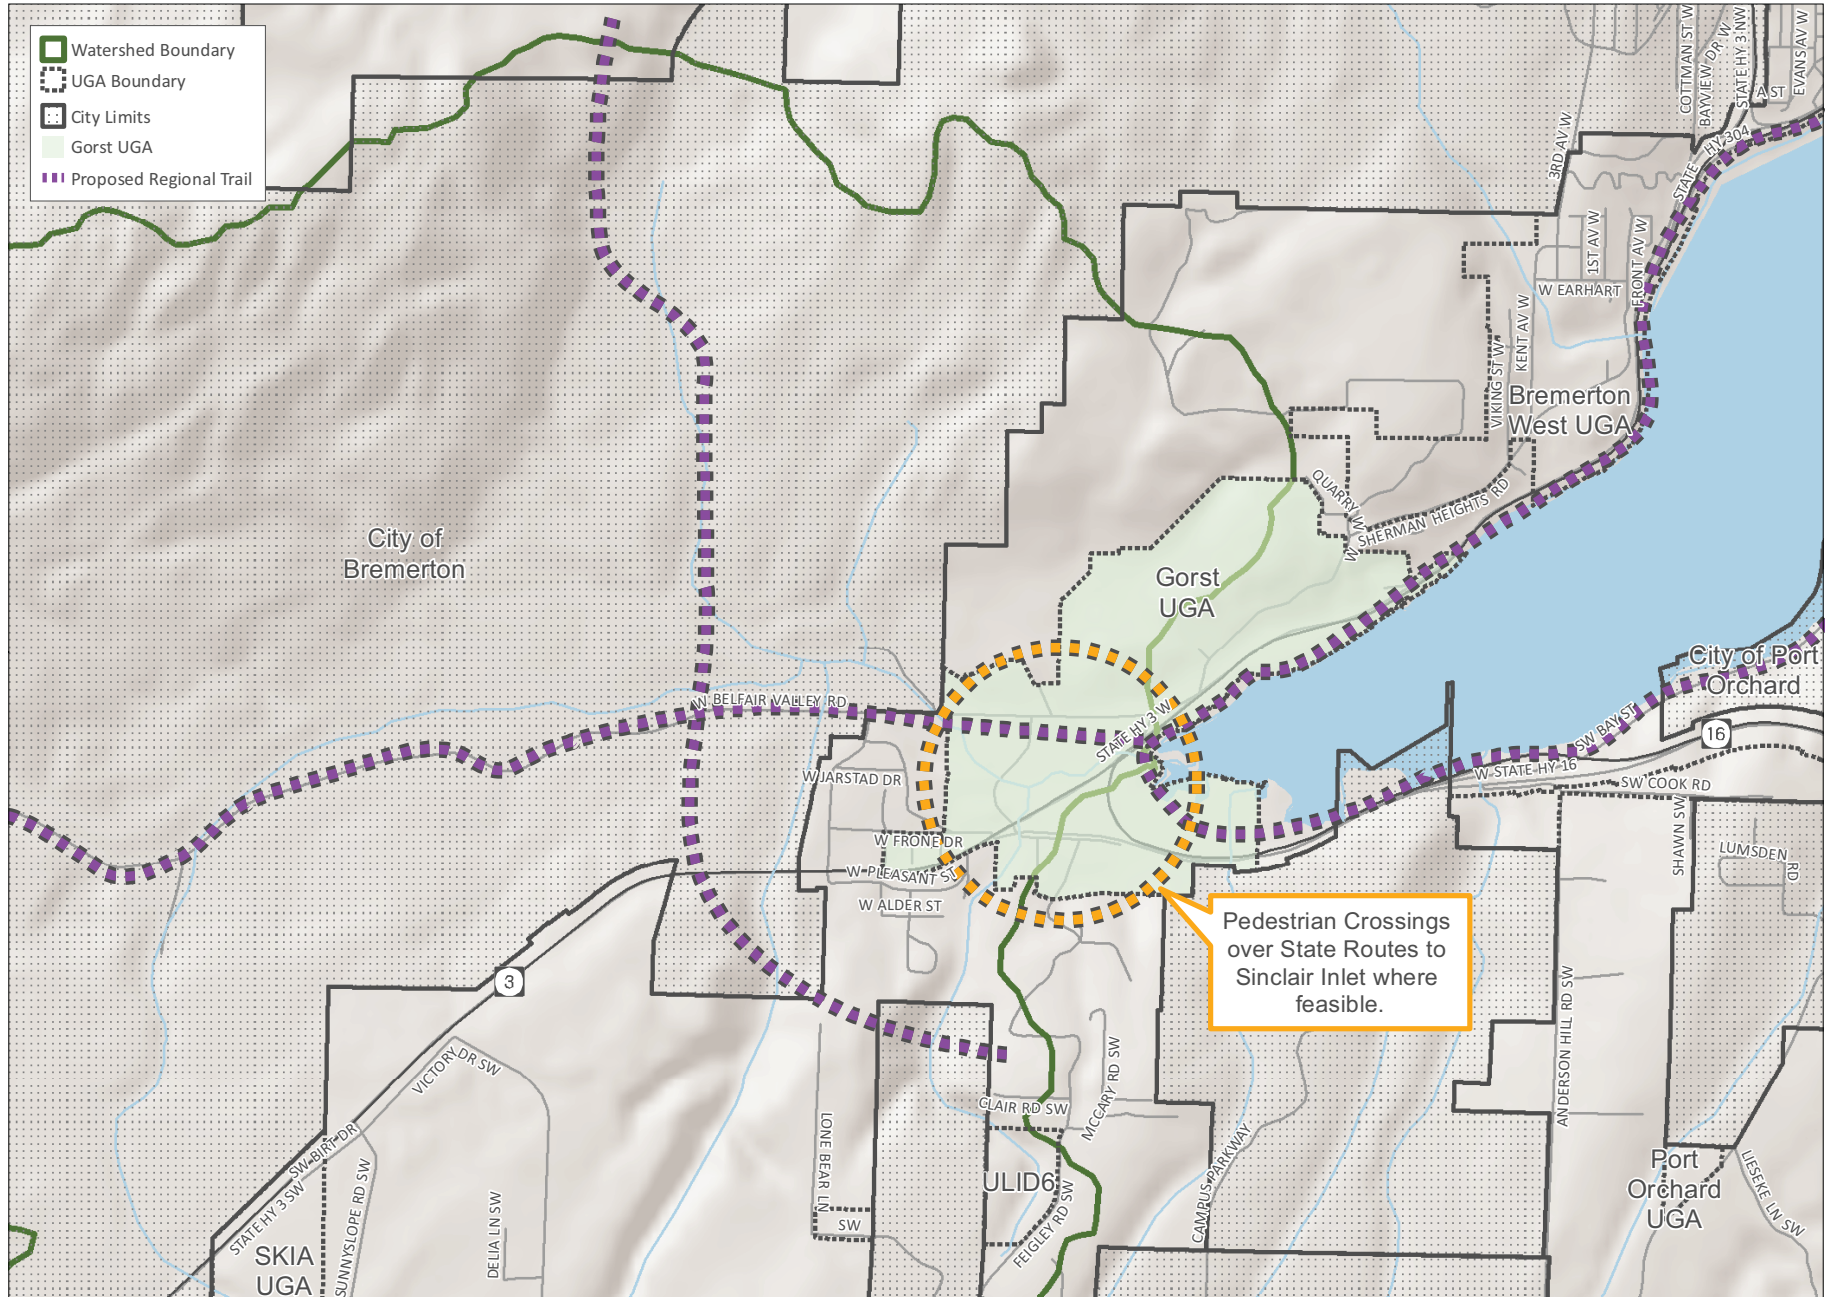 Watershed Boundary
UGA Boundary
City Limits
Gorst UGA
Proposed Regional Trail
COTTMAN ST W
BAYVIEW DR W
STATE HY 3 NW
EVANS AV W
A ST
STATE HY 304
3RD AV W
1ST AV W
FRONT AV W
W EARHART
KENT AV W
VIKING ST W
Bremerton
West UGA
QUARRY W
W SHERMAN HEIGHTS RD
City of
Bremerton
Gorst
UGA
City of Port
Orchard
W BELFAIR VALLEY RD
STATE HY 3 W
SW BAY ST
16
W STATE HY 16
SW COOK RD
W JARSTAD DR
W FRONE DR
W PLEASANT ST
W ALDER ST
SHAWN SW
LUMSDEN
RD
Pedestrian Crossings
over State Routes to
Sinclair Inlet where
feasible.
3
VICTORY DR SW
ANDERSON HILL RD SW
MCCARY RD SW
CLAIR RD SW
LONE BEAR LN
SW
SW BIRT DR
STATE HY 3 SW
SUNNYSLOPE RD SW
DELIA LN SW
SKIA
UGA
ULID6
FEIGLEY RD SW
CAMPUS PARKWAY
Port
Orchard
UGA
LIESEKE LN SW